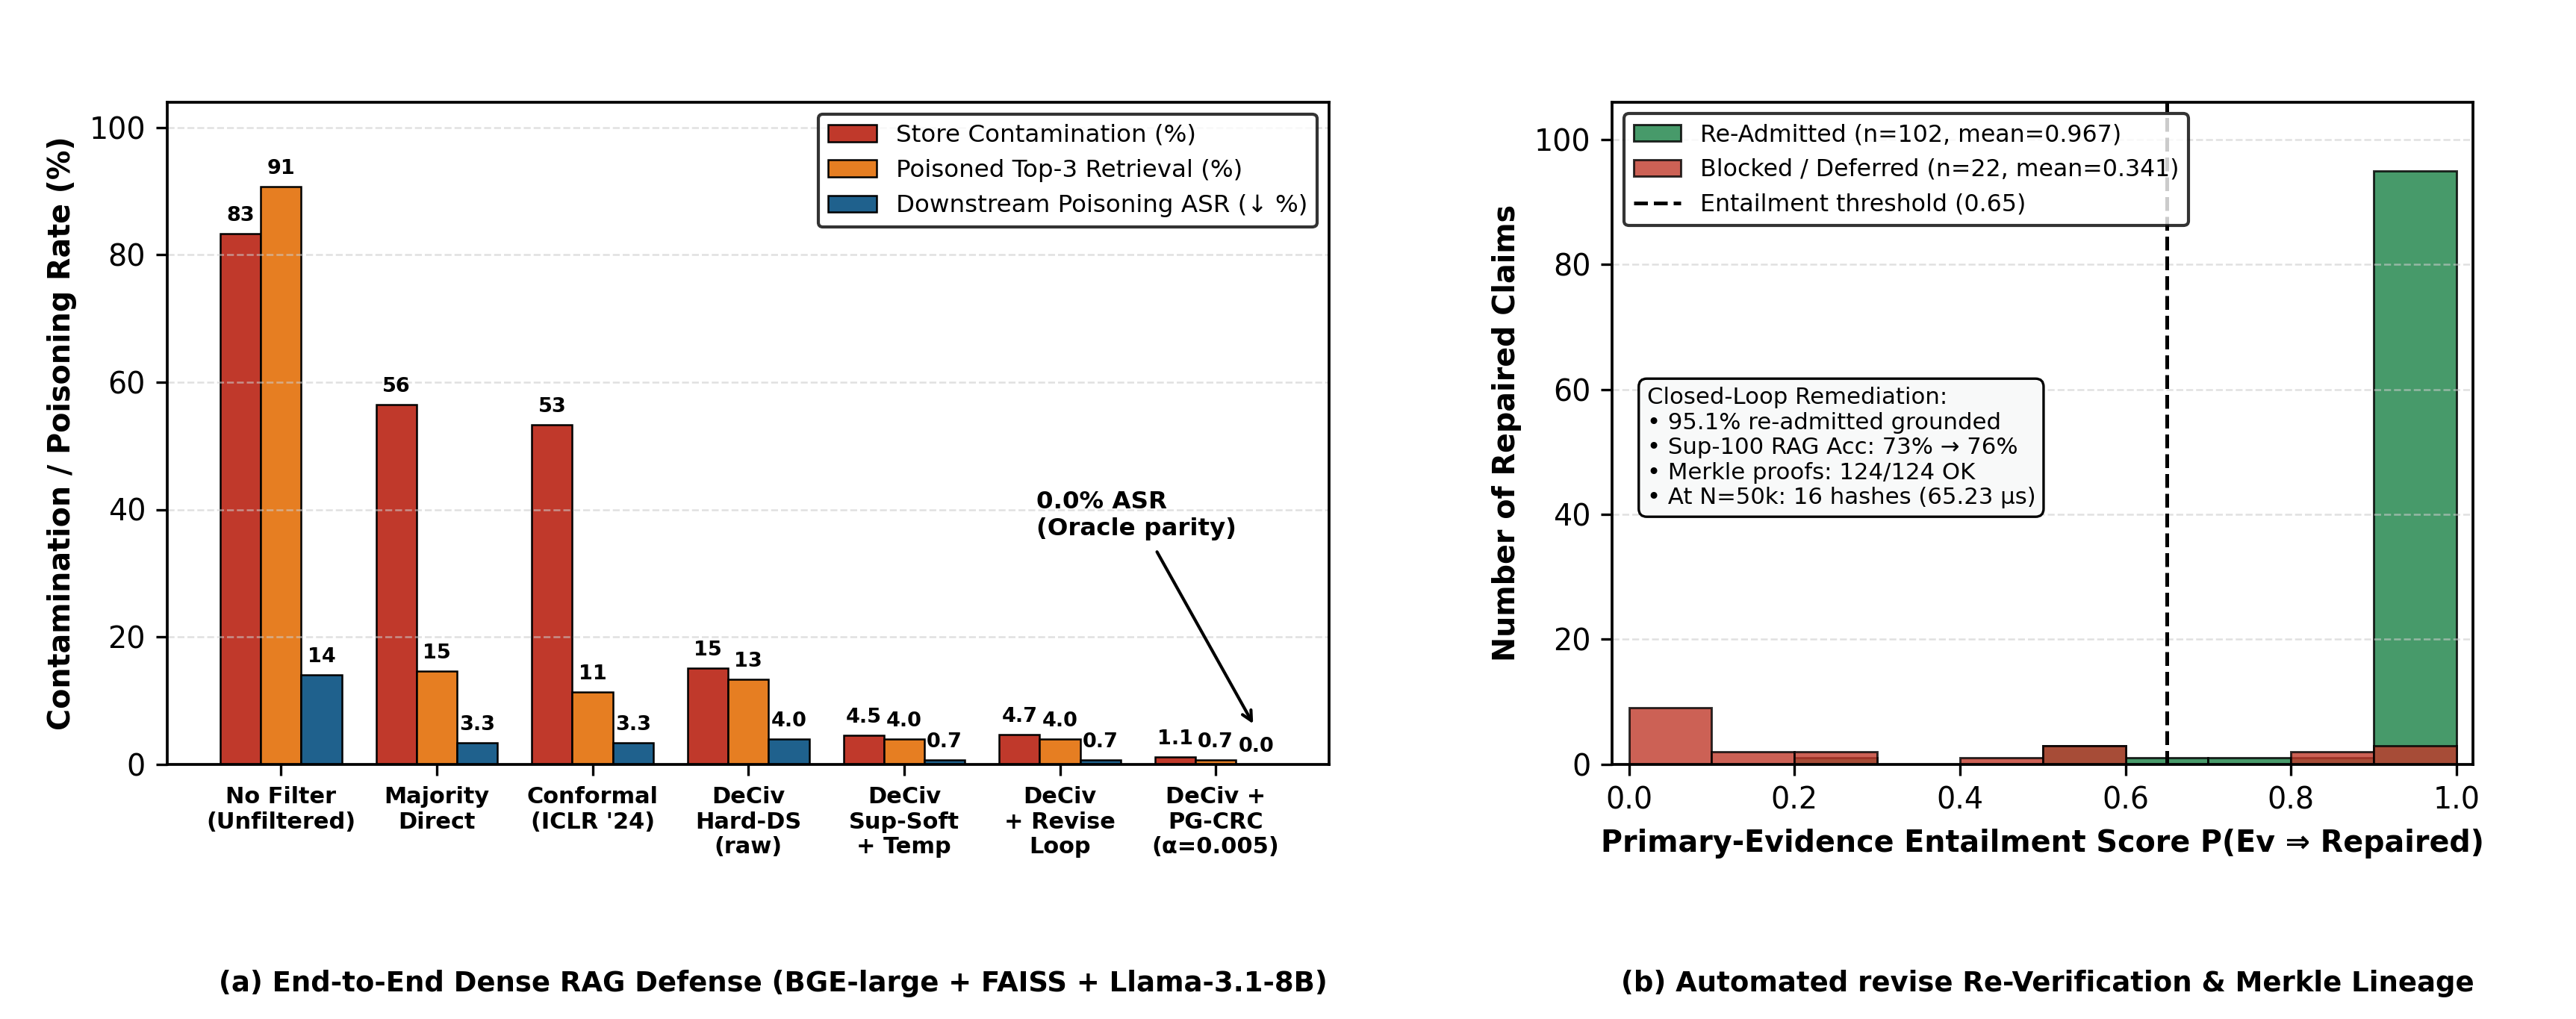 Contamination / Poisoning Rate (%)
100
80
60
40
20
0
Store Contamination (%)
Poisoned Top-3 Retrieval (%)
Downstream Poisoning ASR (↓ %)
83
91
14
56
15
3.3
53
11
3.3
15
13
4.0
4.5
4.0
0.7
4.7
4.0
0.7
1.1
0.7
0.0
0.0% ASR
(Oracle parity)
No Filter
(Unfiltered)
Majority
Direct
Conformal
(ICLR '24)
DeCiv
Hard-DS
(raw)
DeCiv
Sup-Soft
+ Temp
DeCiv
+ Revise
Loop
DeCiv +
PG-CRC
(α=0.005)
(a) End-to-End Dense RAG Defense (BGE-large + FAISS + Llama-3.1-8B)
Number of Repaired Claims
100
80
60
40
20
0
Re-Admitted (n=102, mean=0.967)
Blocked / Deferred (n=22, mean=0.341)
Entailment threshold (0.65)
Closed-Loop Remediation:
• 95.1% re-admitted grounded
• Sup-100 RAG Acc: 73% → 76%
• Merkle proofs: 124/124 OK
• At N=50k: 16 hashes (65.23 µs)
0.0
0.2
0.4
0.6
0.8
1.0
Primary-Evidence Entailment Score P(Ev ⇒ Repaired)
(b) Automated revise Re-Verification & Merkle Lineage